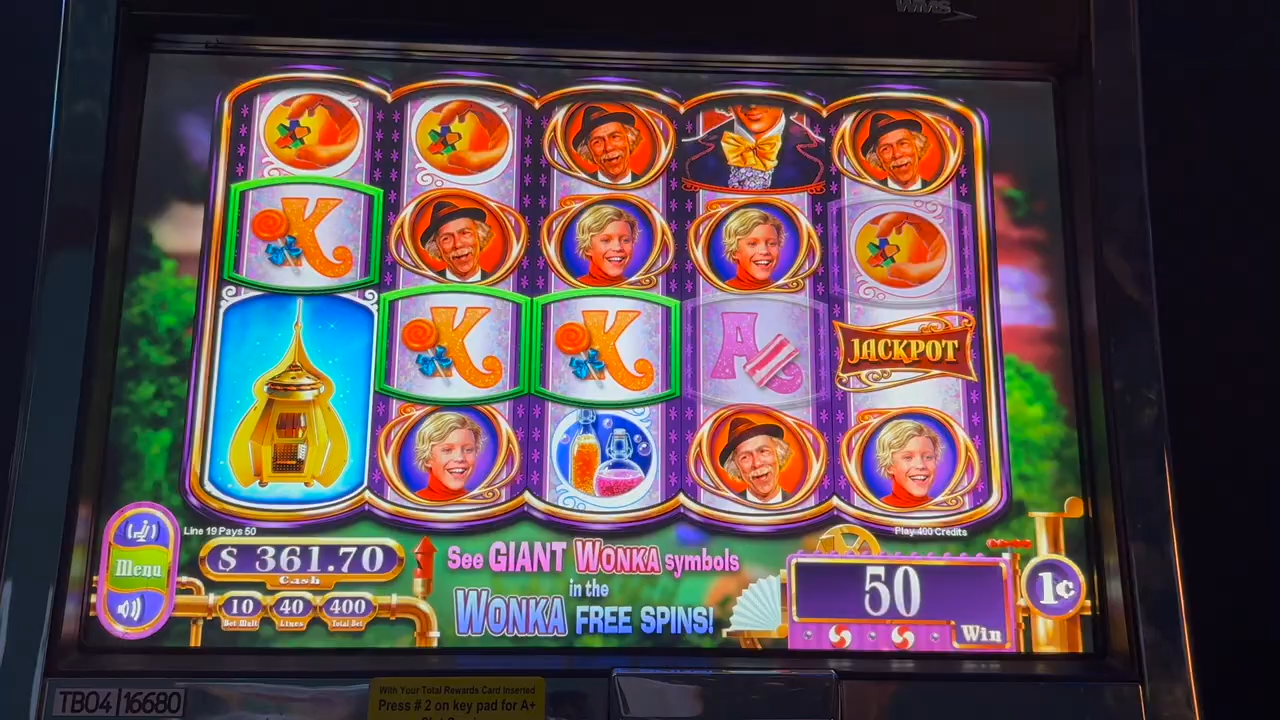 WMS
K
K
K
A
JACKPOT
Line 19 Pays 50
Play 400 Credits
$ 361.70
Cash
Menu
10
Bet Mult
40
Lines
400
Total Bet
See GIANT WONKA symbols
in the
WONKA FREE SPINS!
50
Win
1¢
TB04|16680
With Your Total Rewards Card Inserted
Press # 2 on key pad for A+